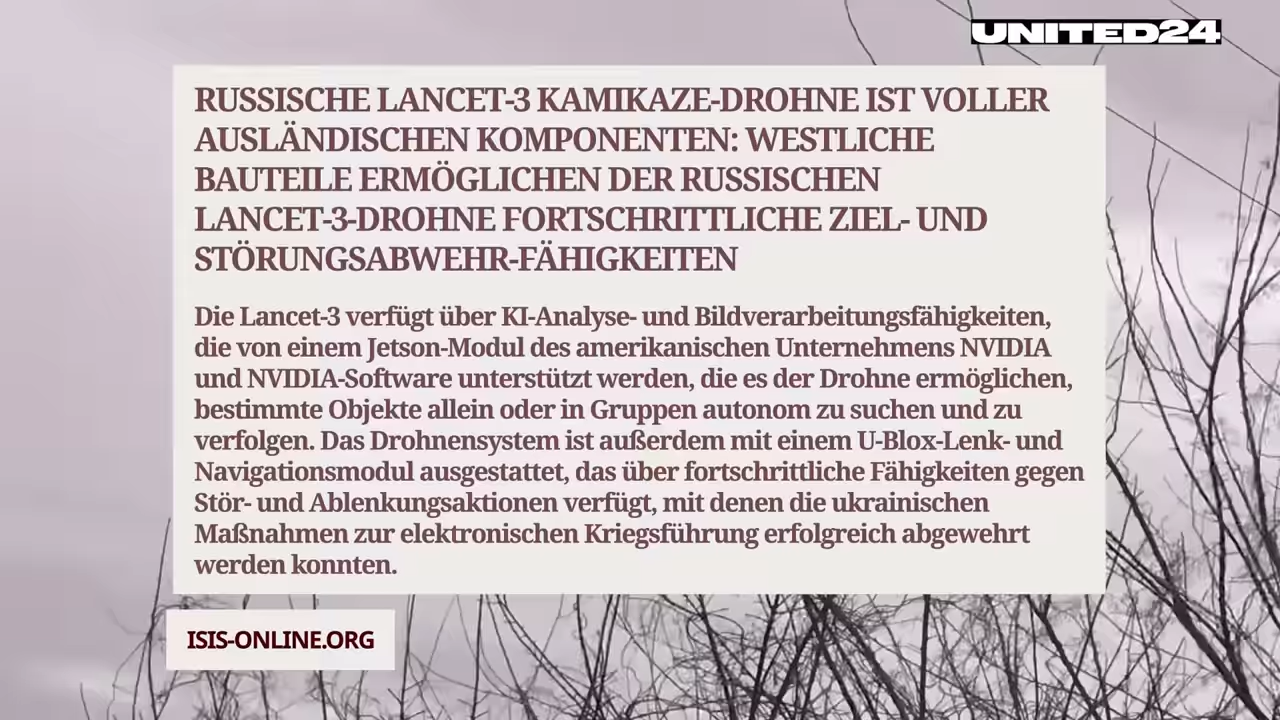 UNITED24
RUSSISCHE LANCET-3 KAMIKAZE-DROHNE IST VOLLER
AUSLÄNDISCHEN KOMPONENTEN: WESTLICHE
BAUTEILE ERMÖGLICHEN DER RUSSISCHEN
LANCET-3-DROHNE FORTSCHRITTLICHE ZIEL- UND
STÖRUNGSABWEHR-FÄHIGKEITEN
Die Lancet-3 verfügt über KI-Analyse- und Bildverarbeitungsfähigkeiten,
die von einem Jetson-Modul des amerikanischen Unternehmens NVIDIA
und NVIDIA-Software unterstützt werden, die es der Drohne ermöglichen,
bestimmte Objekte allein oder in Gruppen autonom zu suchen und zu
verfolgen. Das Drohnensystem ist außerdem mit einem U-Blox-Lenk- und
Navigationsmodul ausgestattet, das über fortschrittliche Fähigkeiten gegen
Stör- und Ablenkungsaktionen verfügt, mit denen die ukrainischen
Maßnahmen zur elektronischen Kriegsführung erfolgreich abgewehrt
werden konnten.
ISIS-ONLINE.ORG